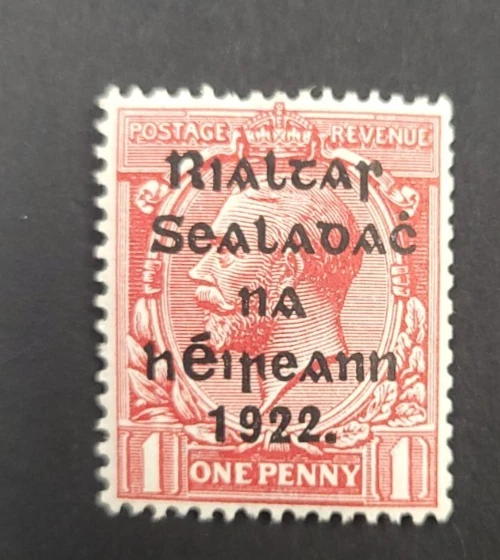 POSTAGE REVENUE
Rialtas
Sealadaċ
na
hÉireann
1922.
1 ONE PENNY 1